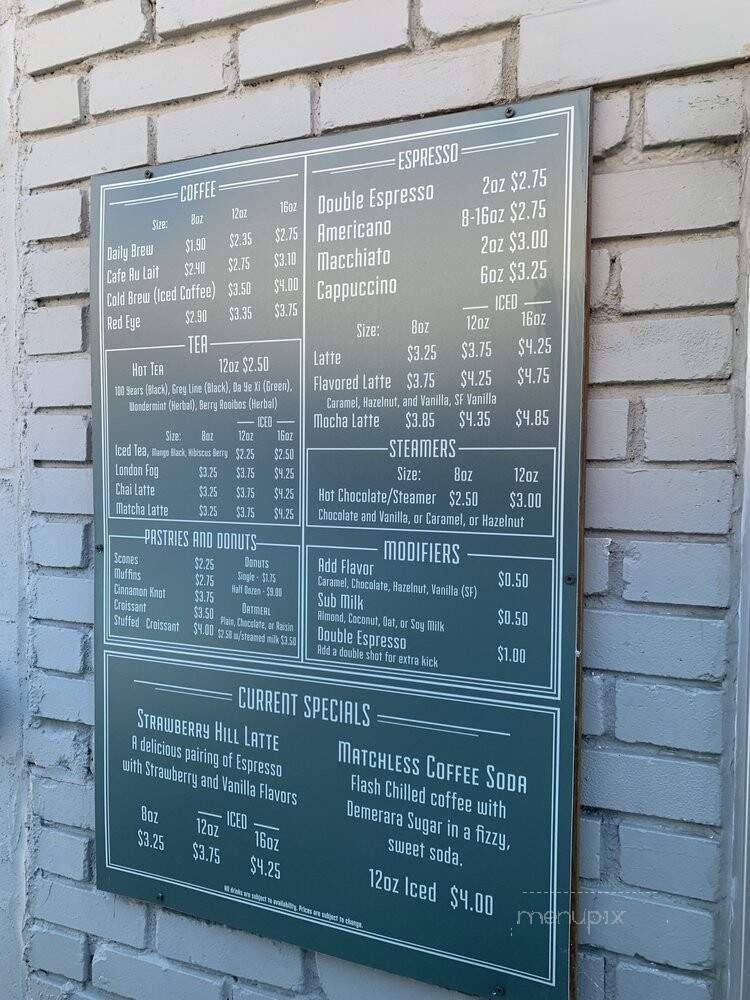 COFFEE
Size: 8oz 12oz 16oz
Daily Brew $1.90 $2.35 $2.75
Cafe Au Lait $2.40 $2.75 $3.10
Cold Brew (Iced Coffee) $3.50 $4.00
Red Eye $2.90 $3.35 $3.75
TEA
Hot Tea 12oz $2.50
100 Years (Black), Grey Line (Black), Da Ye Xi (Green),
Wondermint (Herbal), Berry Rooibos (Herbal)
ICED
Size: 8oz 12oz 16oz
Iced Tea, Mango Black, Hibiscus Berry $2.25 $2.50
London Fog $3.25 $3.75 $4.25
Chai Latte $3.25 $3.75 $4.25
Matcha Latte $3.25 $3.75 $4.25
PASTRIES AND DONUTS
Scones $2.25
Muffins $2.75
Cinnamon Knot $3.75
Croissant $3.50
Stuffed Croissant $4.00
Donuts
Single - $1.75
Half Dozen - $9.00
Oatmeal
Plain, Chocolate, or Raisin
$2.50 w/steamed milk $3.50
ESPRESSO
Double Espresso 2oz $2.75
Americano 8-16oz $2.75
Macchiato 2oz $3.00
Cappuccino 6oz $3.25
ICED
Size: 8oz 12oz 16oz
Latte $3.25 $3.75 $4.25
Flavored Latte $3.75 $4.25 $4.75
Caramel, Hazelnut, and Vanilla, SF Vanilla
Mocha Latte $3.85 $4.35 $4.85
STEAMERS
Size: 8oz 12oz
Hot Chocolate/Steamer $2.50 $3.00
Chocolate and Vanilla, or Caramel, or Hazelnut
MODIFIERS
Add Flavor $0.50
Caramel, Chocolate, Hazelnut, Vanilla (SF)
Sub Milk $0.50
Almond, Coconut, Oat, or Soy Milk
Double Espresso $1.00
Add a double shot for extra kick
CURRENT SPECIALS
Strawberry Hill Latte
A delicious pairing of Espresso
with Strawberry and Vanilla Flavors
ICED
8oz 12oz 16oz
$3.25 $3.75 $4.25
Matchless Coffee Soda
Flash Chilled coffee with
Demerara Sugar in a fizzy,
sweet soda.
12oz Iced $4.00
All drinks are subject to availability. Prices are subject to change.
menupix